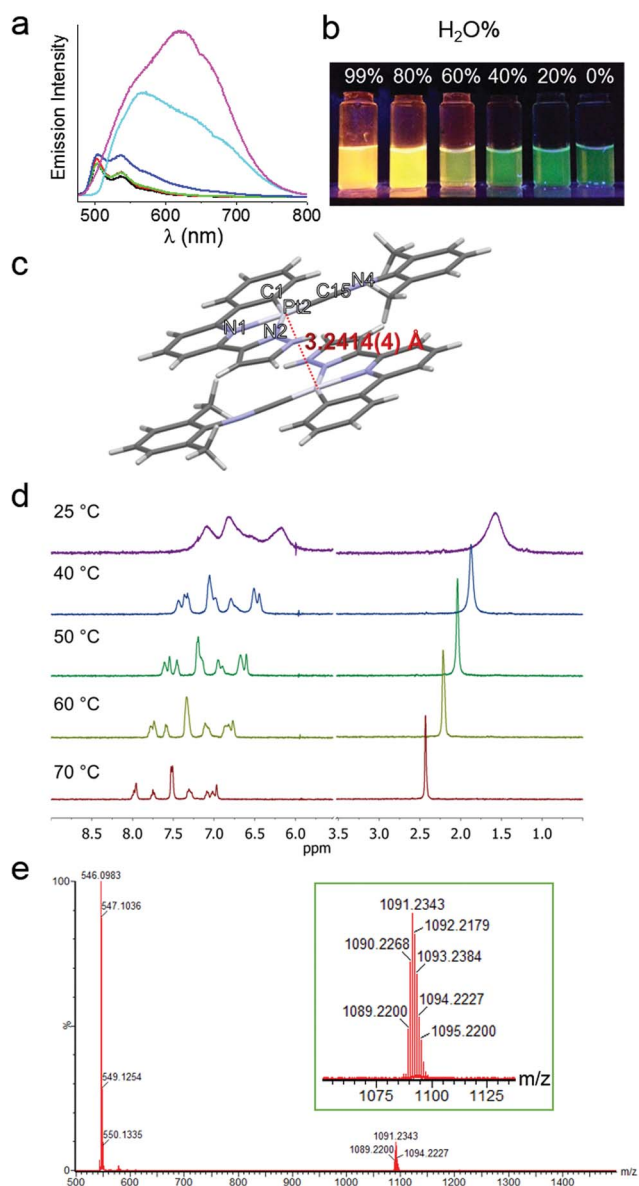 a
Emission Intensity
500 600 700 800
λ (nm)
b
H₂O%
99% 80% 60% 40% 20% 0%
c
C1
Pt2
C15
N4
N1
N2
3.2414(4) Å
d
25 °C
40 °C
50 °C
60 °C
70 °C
8.5 8.0 7.5 7.0 6.5 6.0 3.5 3.0 2.5 2.0 1.5 1.0
ppm
e
546.0983
100
547.1036
%
549.1254
550.1335
1091.2343
1092.2179
1090.2268
1093.2384
1089.2200
1094.2227
1095.2200
1075 1100 1125
m/z
1091.2343
1089.2200
1094.2227
0
500 600 700 800 900 1000 1100 1200 1300 1400
m/z